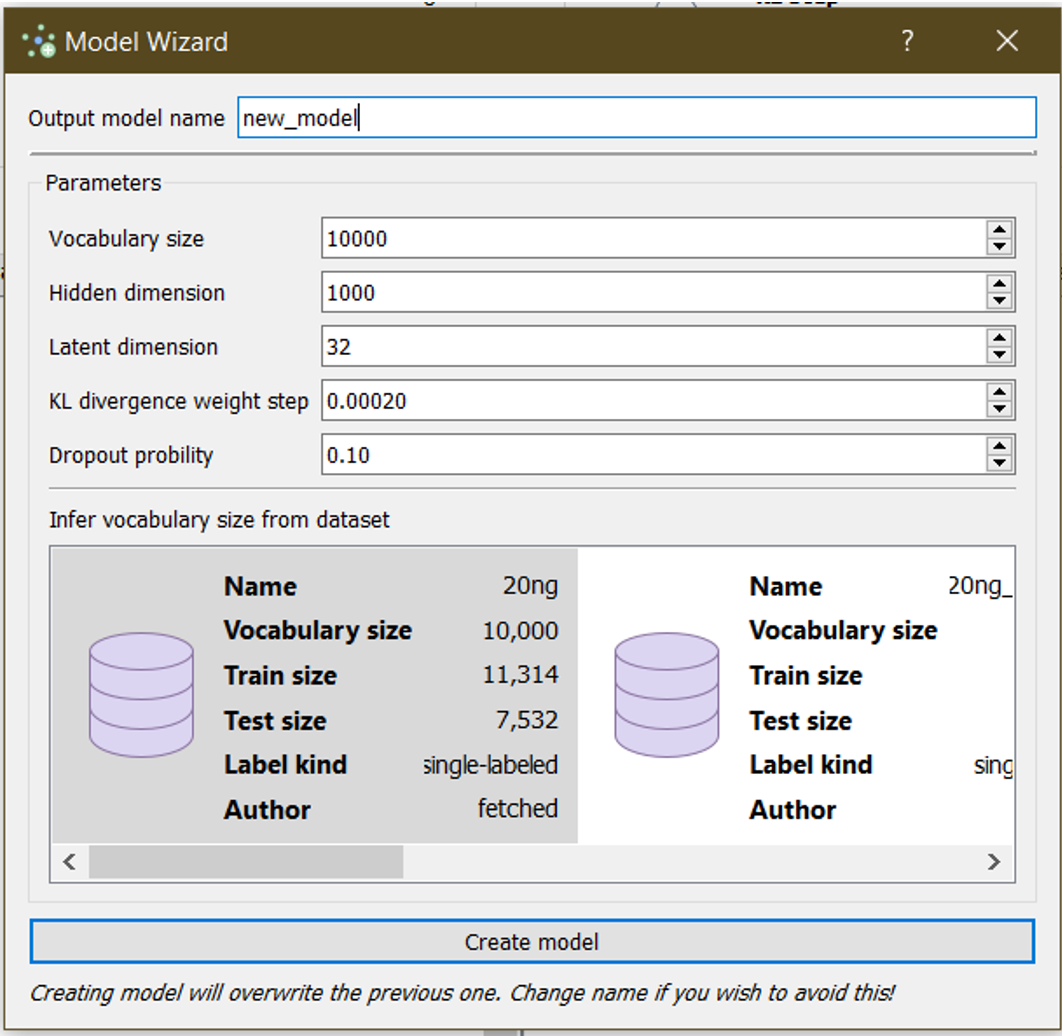 Model Wizard
Output model name new_model
Parameters
Vocabulary size 10000
Hidden dimension 1000
Latent dimension 32
KL divergence weight step 0.00020
Dropout probility 0.10
Infer vocabulary size from dataset
Name 20ng Name 20ng_
Vocabulary size 10,000 Vocabulary size
Train size 11,314 Train size
Test size 7,532 Test size
Label kind single-labeled Label kind sing
Author fetched Author
Create model
Creating model will overwrite the previous one. Change name if you wish to avoid this!